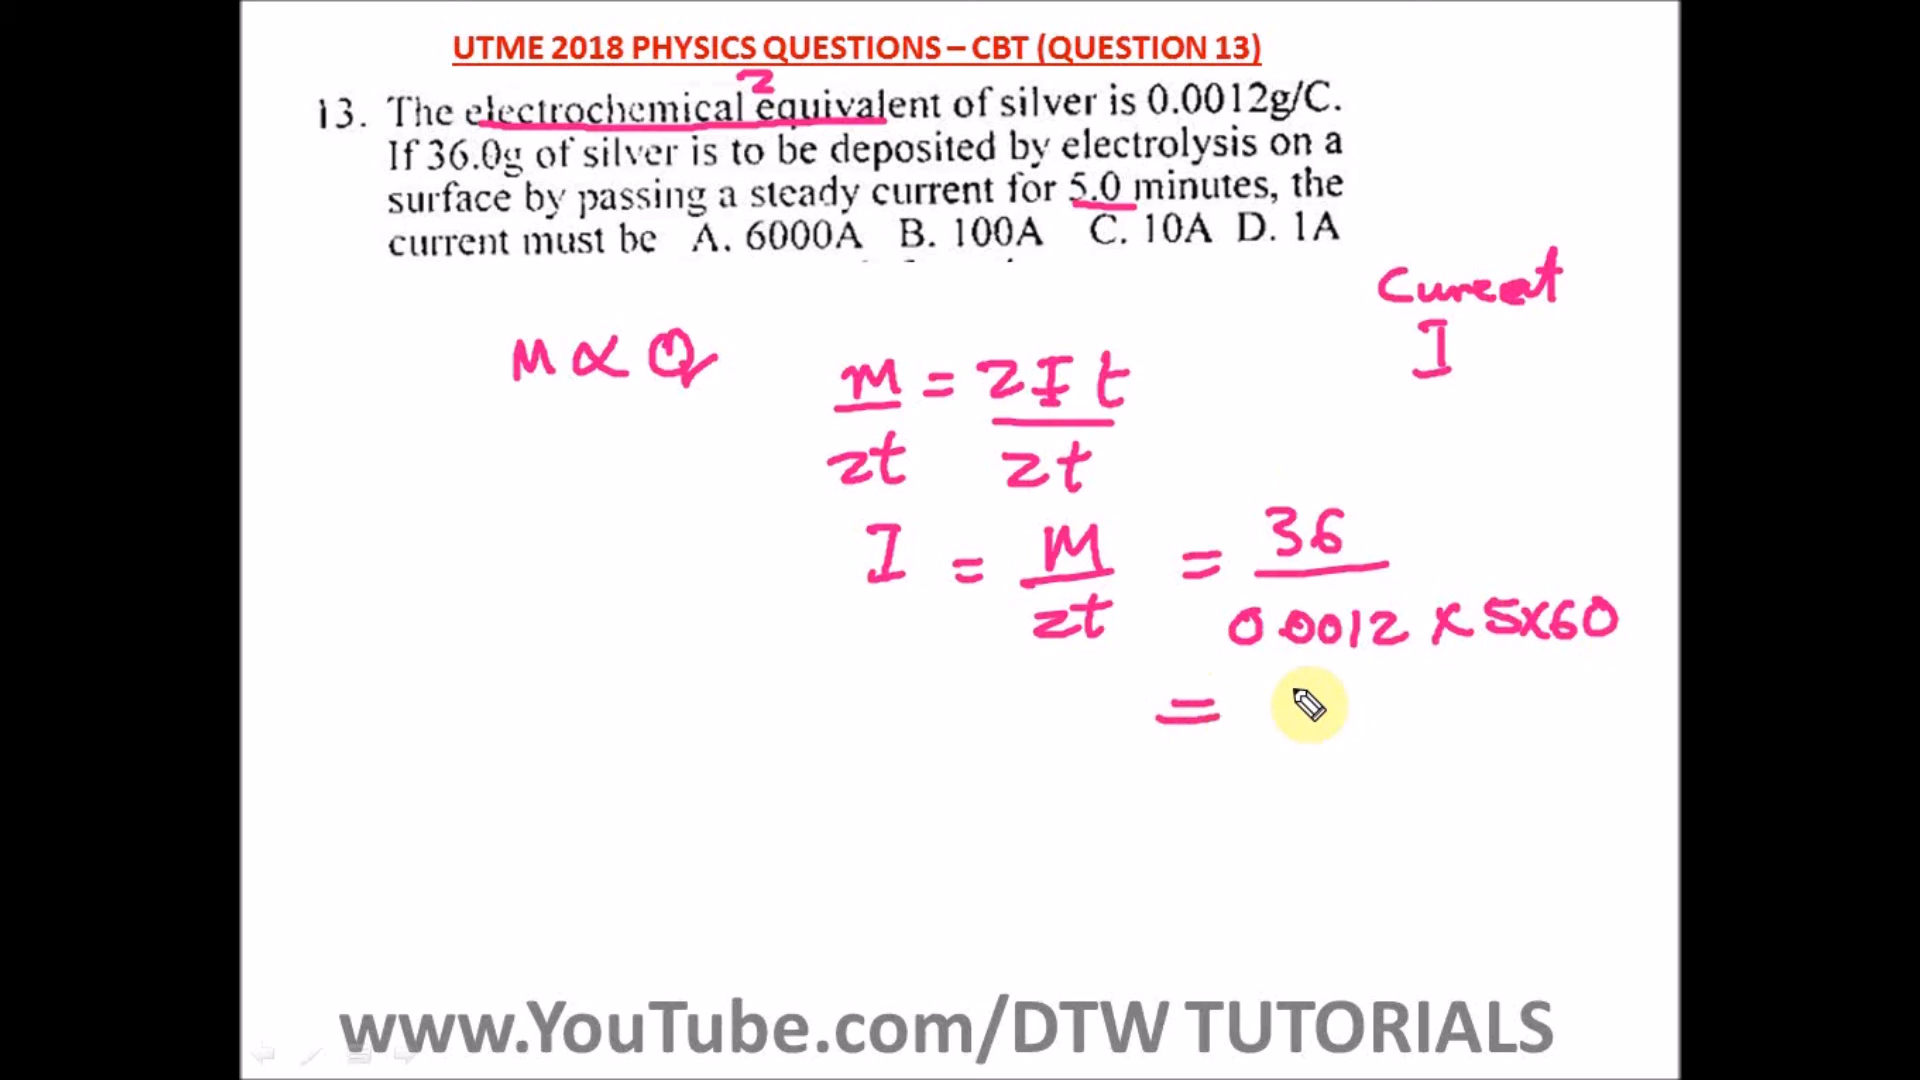 UTME 2018 PHYSICS QUESTIONS – CBT (QUESTION 13)
z
13. The electrochemical equivalent of silver is 0.0012g/C.
If 36.0g of silver is to be deposited by electrolysis on a
surface by passing a steady current for 5.0 minutes, the
current must be A. 6000A B. 100A C. 10A D. 1A
Current
I
M ∝ Q
m = zIt
zt zt
I = M = 36
zt 0.0012 x 5x60
=
www.YouTube.com/DTW TUTORIALS